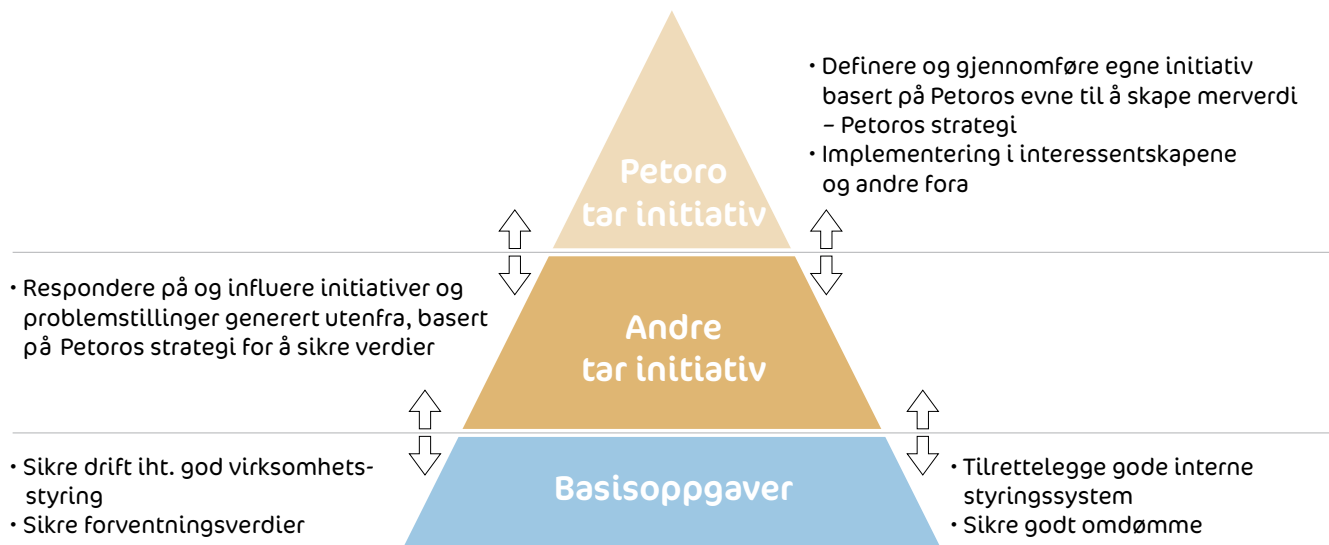 • Definere og gjennomføre egne initiativ
basert på Petoros evne til å skape merverdi
– Petoros strategi
• Implementering i interessentskapene
og andre fora
Petoro
tar initiativ
• Respondere på og influere initiativer og
problemstillinger generert utenfra, basert
på Petoros strategi for å sikre verdier
Andre
tar initiativ
• Sikre drift iht. god virksomhets-
styring
• Sikre forventningsverdier
Basisoppgaver
• Tilrettelegge gode interne
styringssystem
• Sikre godt omdømme